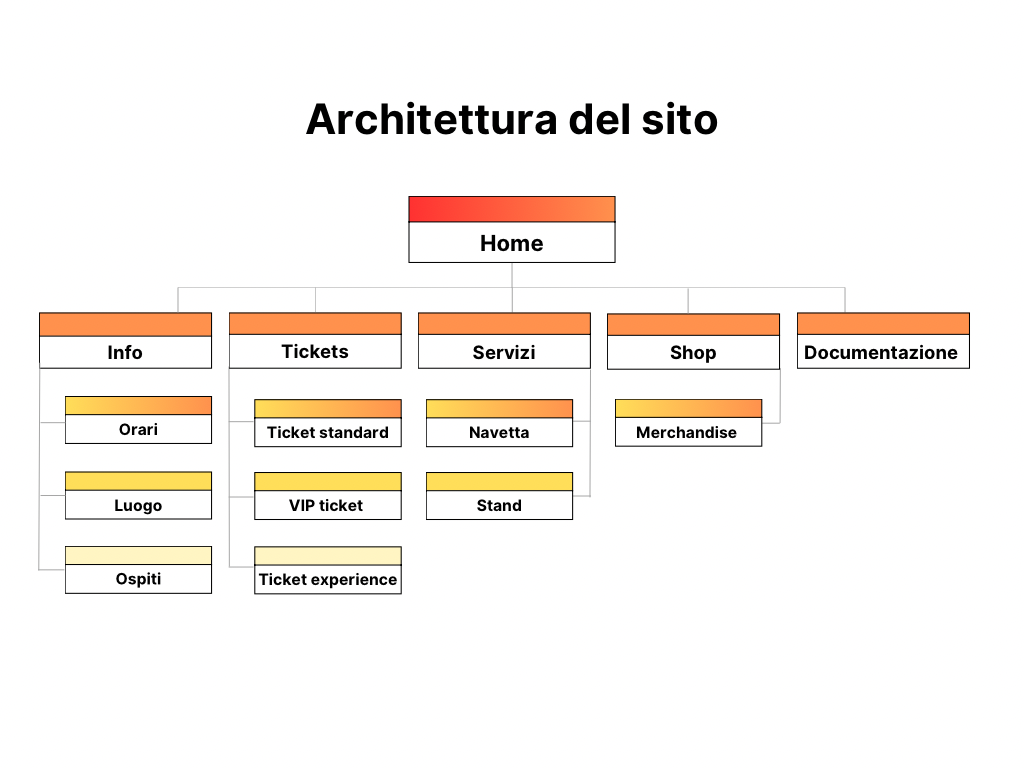 Architettura del sito
Home
Info
Tickets
Servizi
Shop
Documentazione
Orari
Ticket standard
Navetta
Merchandise
Luogo
VIP ticket
Stand
Ospiti
Ticket experience